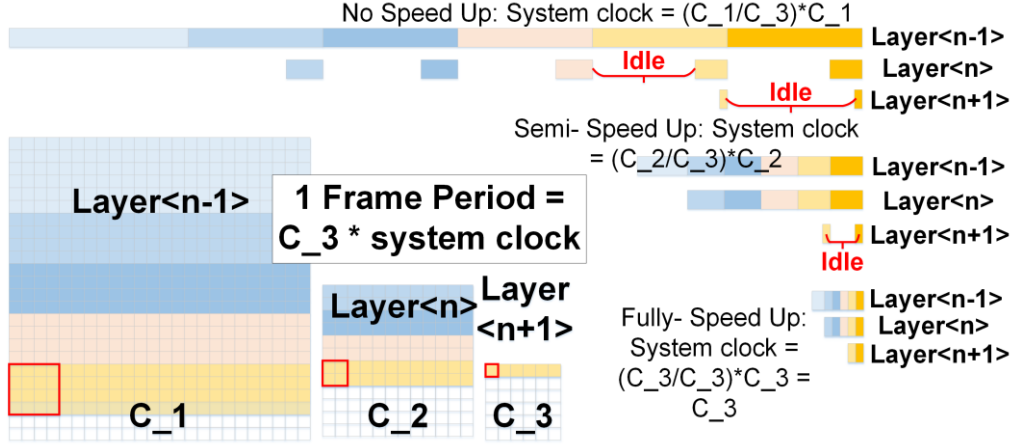 No Speed Up: System clock = (C_1/C_3)*C_1
Layer<n-1>
Layer<n>
Idle
Layer<n+1>
Idle
Semi- Speed Up: System clock
= (C_2/C_3)*C_2
Layer<n-1>
Layer<n>
Layer<n+1>
Idle
Layer<n-1>
1 Frame Period =
C_3 * system clock
Layer<n>
Layer
<n+1>
C_1
C_2
C_3
Fully- Speed Up:
System clock =
(C_3/C_3)*C_3 =
C_3
Layer<n-1>
Layer<n>
Layer<n+1>